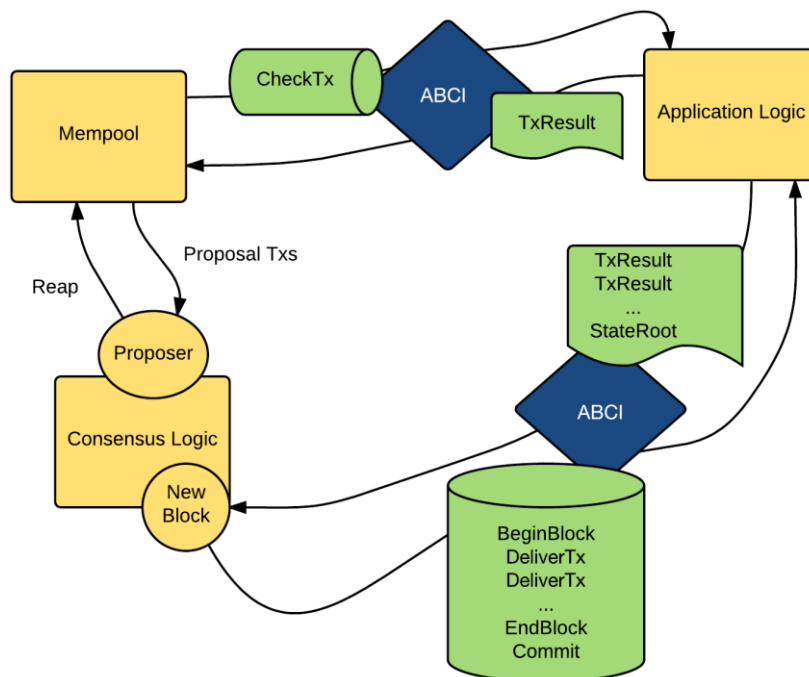 CheckTx
ABCI
TxResult
Mempool
Application Logic
Proposal Txs
Reap
TxResult
TxResult
...
StateRoot
Proposer
ABCI
Consensus Logic
New
Block
BeginBlock
DeliverTx
DeliverTx
...
EndBlock
Commit